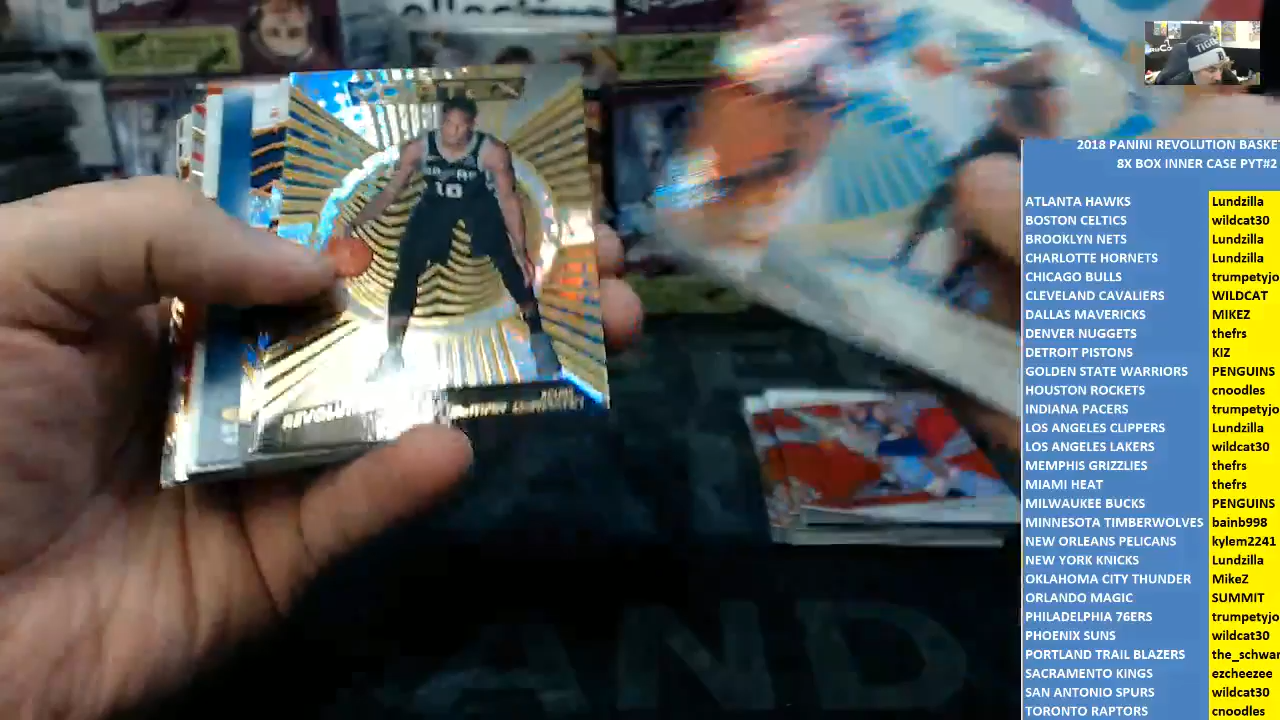 2018 PANINI REVOLUTION BASKE
8X BOX INNER CASE PYT#2
ATLANTA HAWKS Lundzilla
BOSTON CELTICS wildcat30
BROOKLYN NETS Lundzilla
CHARLOTTE HORNETS Lundzilla
CHICAGO BULLS trumpetyjo
CLEVELAND CAVALIERS WILDCAT
DALLAS MAVERICKS MIKEZ
DENVER NUGGETS thefrs
DETROIT PISTONS KIZ
GOLDEN STATE WARRIORS PENGUINS
HOUSTON ROCKETS cnoodles
INDIANA PACERS trumpetyjo
LOS ANGELES CLIPPERS Lundzilla
LOS ANGELES LAKERS wildcat30
MEMPHIS GRIZZLIES thefrs
MIAMI HEAT thefrs
MILWAUKEE BUCKS PENGUINS
MINNESOTA TIMBERWOLVES bainb998
NEW ORLEANS PELICANS kylem2241
NEW YORK KNICKS Lundzilla
OKLAHOMA CITY THUNDER MikeZ
ORLANDO MAGIC SUMMIT
PHILADELPHIA 76ERS trumpetyjo
PHOENIX SUNS wildcat30
PORTLAND TRAIL BLAZERS the_schwar
SACRAMENTO KINGS ezcheezee
SAN ANTONIO SPURS wildcat30
TORONTO RAPTORS cnoodles
10
AND